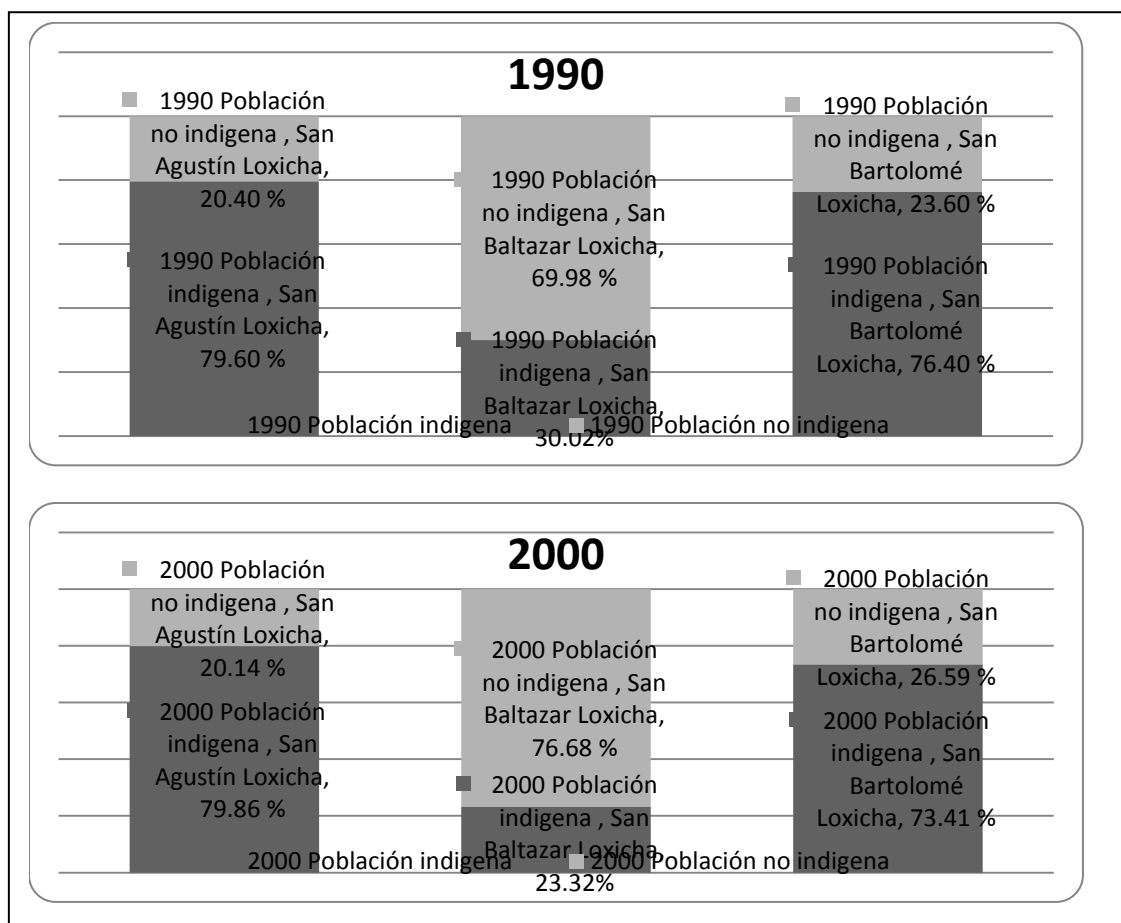 1990
1990 Población
no indigena , San
Agustín Loxicha,
20.40 %
1990 Población
indigena , San
Agustín Loxicha,
79.60 %
1990 Población
no indigena , San
Baltazar Loxicha,
69.98 %
1990 Población
indigena , San
Baltazar Loxicha,
30.02%
1990 Población
no indigena , San
Bartolomé
Loxicha, 23.60 %
1990 Población
indigena , San
Bartolomé
Loxicha, 76.40 %
1990 Población indigena
1990 Población no indigena
2000
2000 Población
no indigena , San
Agustín Loxicha,
20.14 %
2000 Población
indigena , San
Agustín Loxicha,
79.86 %
2000 Población
no indigena , San
Baltazar Loxicha,
76.68 %
2000 Población
indigena , San
Baltazar Loxicha,
23.32%
2000 Población
no indigena , San
Bartolomé
Loxicha, 26.59 %
2000 Población
indigena , San
Bartolomé
Loxicha, 73.41 %
2000 Población indigena
2000 Población no indigena